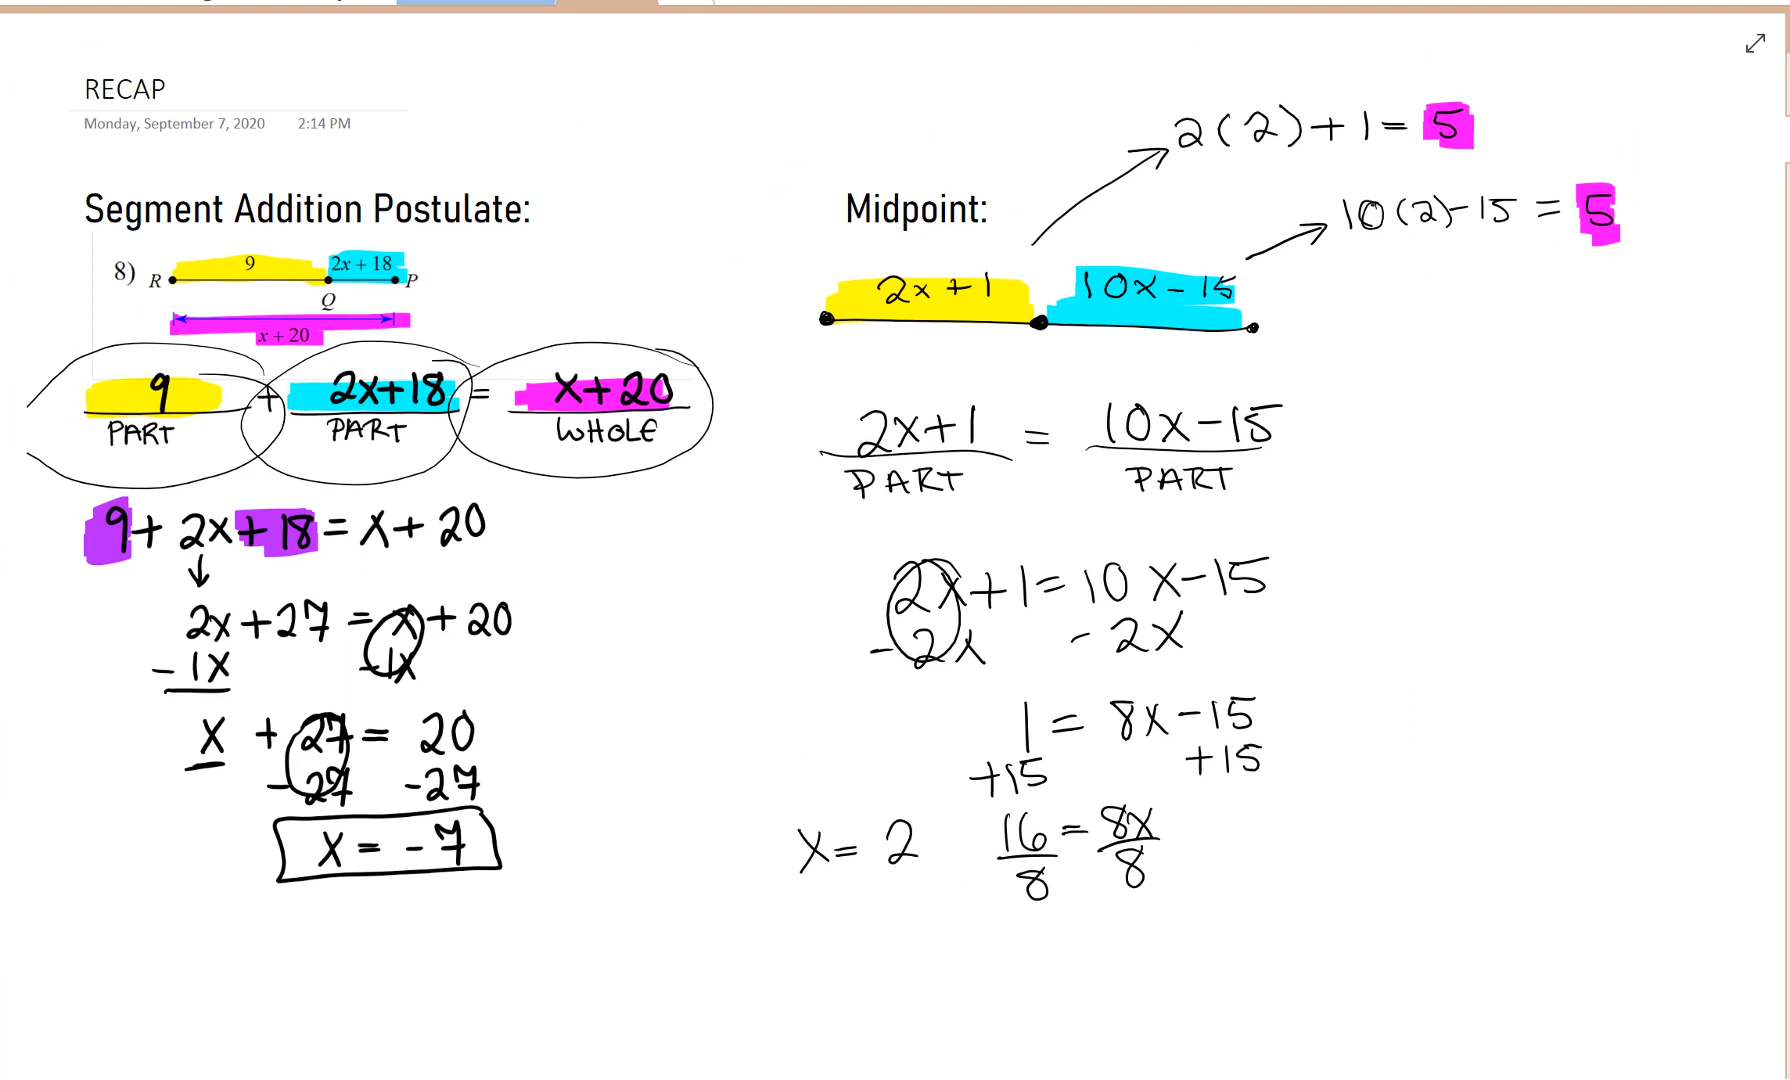 RECAP
Monday, September 7, 2020 2:14 PM
Segment Addition Postulate:
8) R 9 2x + 18 P
Q
x + 20
9 + 2x+18 = x+20
PART PART WHOLE
9 + 2x + 18 = x + 20
↓
2x + 27 = x + 20
- 1x - 1x
x + 27 = 20
- 27 - 27
x = - 7
Midpoint:
2(2)+1 = 5
10(2)-15 = 5
2x + 1 10x - 15
2x+1 = 10x-15
PART PART
2x+1 = 10x-15
- 2x - 2x
1 = 8x-15
+15 +15
16 = 8x
8 8
x = 2